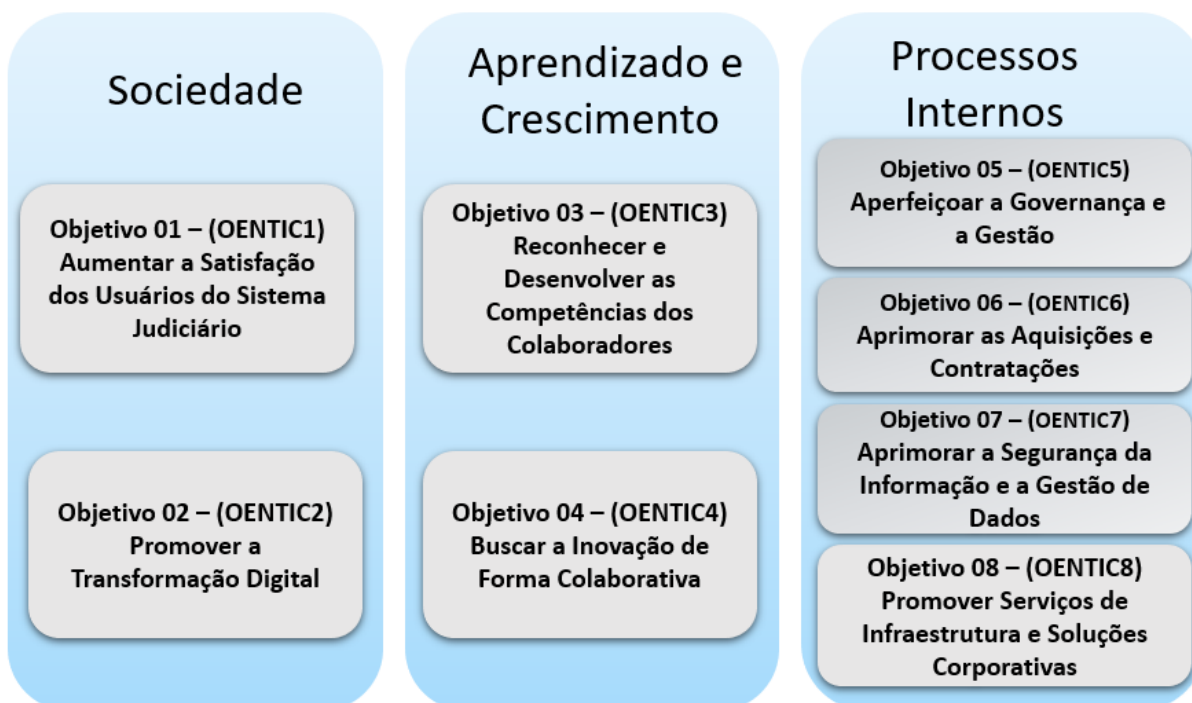 Sociedade
Objetivo 01 – (OENTIC1)
Aumentar a Satisfação
dos Usuários do Sistema
Judiciário
Objetivo 02 – (OENTIC2)
Promover a
Transformação Digital
Aprendizado e
Crescimento
Objetivo 03 – (OENTIC3)
Reconhecer e
Desenvolver as
Competências dos
Colaboradores
Objetivo 04 – (OENTIC4)
Buscar a Inovação de
Forma Colaborativa
Processos
Internos
Objetivo 05 – (OENTIC5)
Aperfeiçoar a Governança e
a Gestão
Objetivo 06 – (OENTIC6)
Aprimorar as Aquisições e
Contratações
Objetivo 07 – (OENTIC7)
Aprimorar a Segurança da
Informação e a Gestão de
Dados
Objetivo 08 – (OENTIC8)
Promover Serviços de
Infraestrutura e Soluções
Corporativas